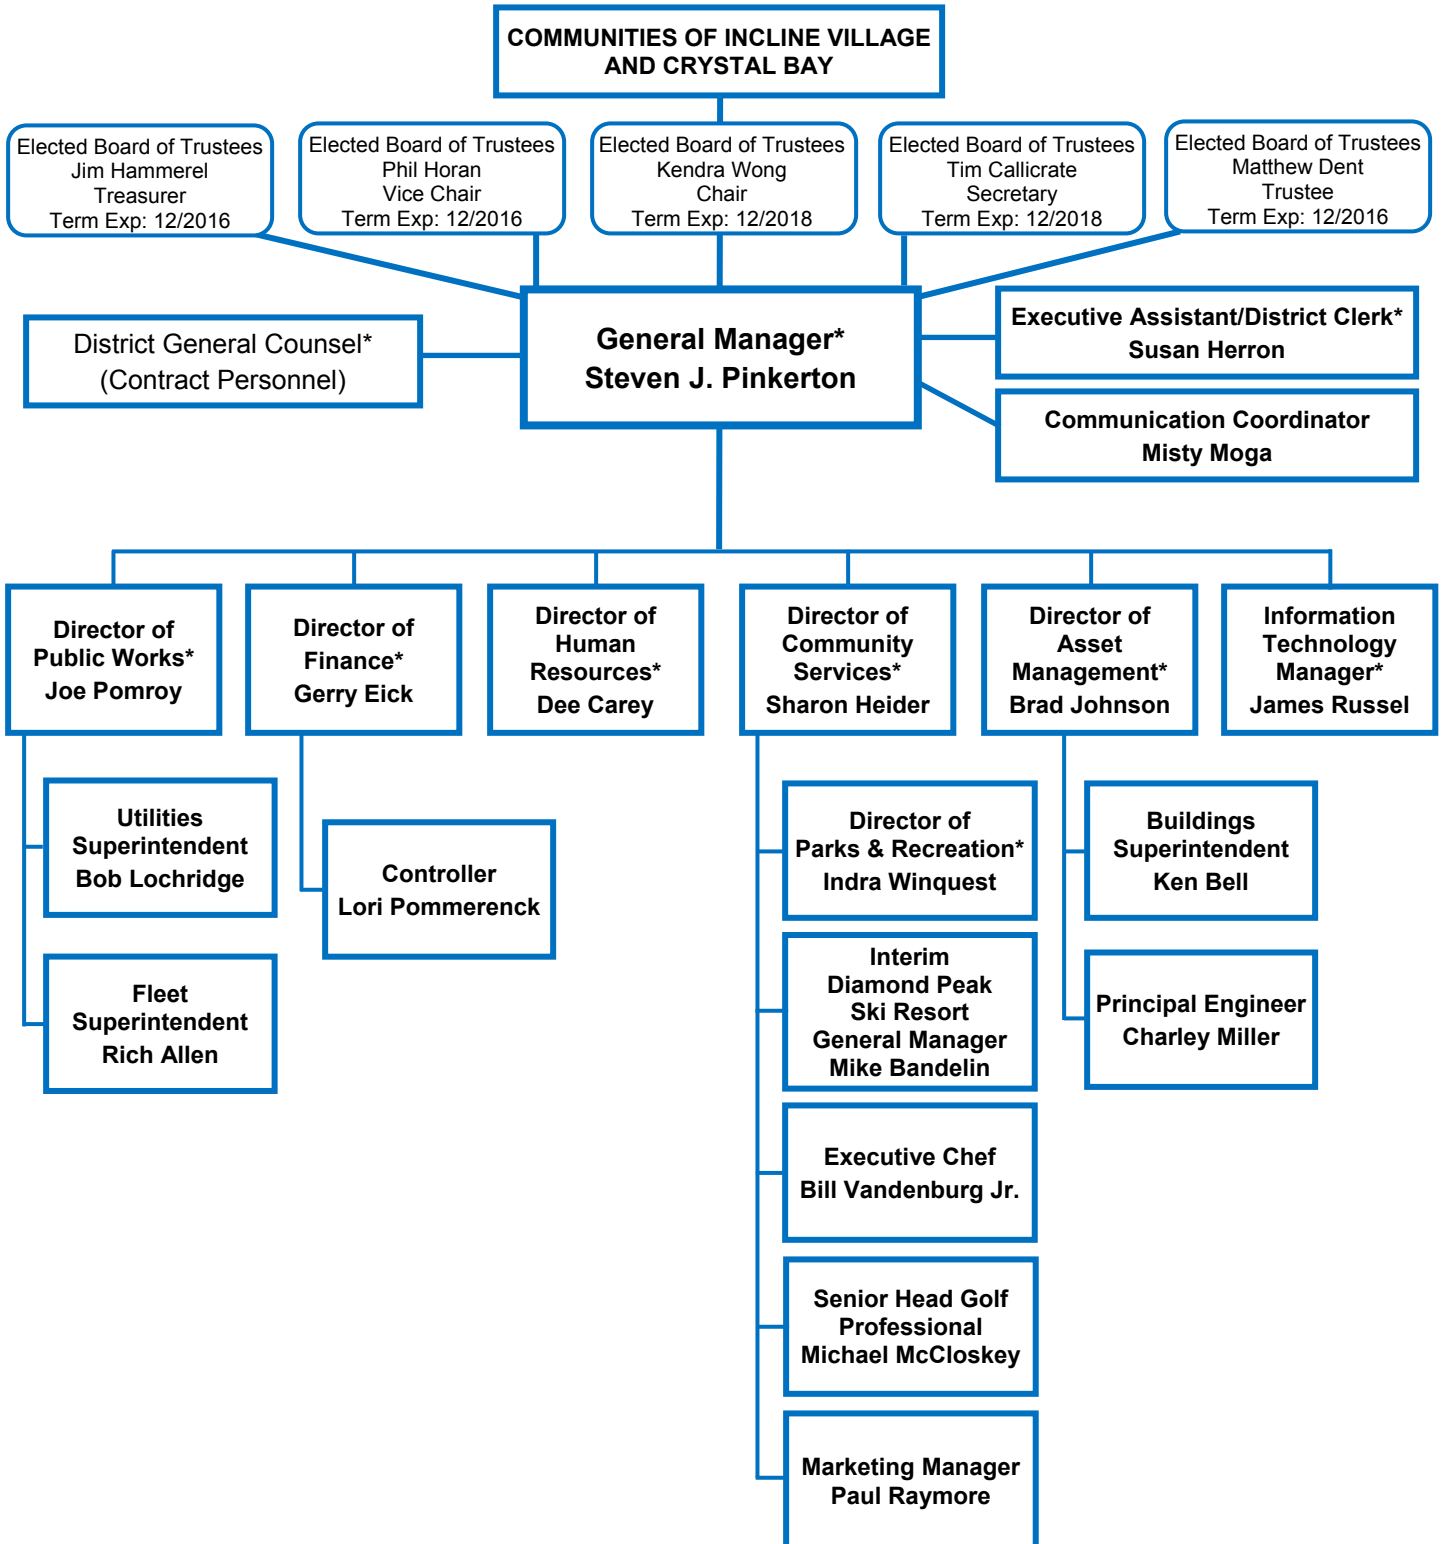 COMMUNITIES OF INCLINE VILLAGE
AND CRYSTAL BAY
Elected Board of Trustees
Jim Hammerel
Treasurer
Term Exp: 12/2016
Elected Board of Trustees
Phil Horan
Vice Chair
Term Exp: 12/2016
Elected Board of Trustees
Kendra Wong
Chair
Term Exp: 12/2018
Elected Board of Trustees
Tim Callicrate
Secretary
Term Exp: 12/2018
Elected Board of Trustees
Matthew Dent
Trustee
Term Exp: 12/2016
District General Counsel*
(Contract Personnel)
General Manager*
Steven J. Pinkerton
Executive Assistant/District Clerk*
Susan Herron
Communication Coordinator
Misty Moga
Director of
Public Works*
Joe Pomroy
Director of
Finance*
Gerry Eick
Director of
Human
Resources*
Dee Carey
Director of
Community
Services*
Sharon Heider
Director of
Asset
Management*
Brad Johnson
Information
Technology
Manager*
James Russel
Utilities
Superintendent
Bob Lochridge
Fleet
Superintendent
Rich Allen
Controller
Lori Pommerenck
Director of
Parks & Recreation*
Indra Winquest
Interim
Diamond Peak
Ski Resort
General Manager
Mike Bandelin
Executive Chef
Bill Vandenburg Jr.
Senior Head Golf
Professional
Michael McCloskey
Marketing Manager
Paul Raymore
Buildings
Superintendent
Ken Bell
Principal Engineer
Charley Miller